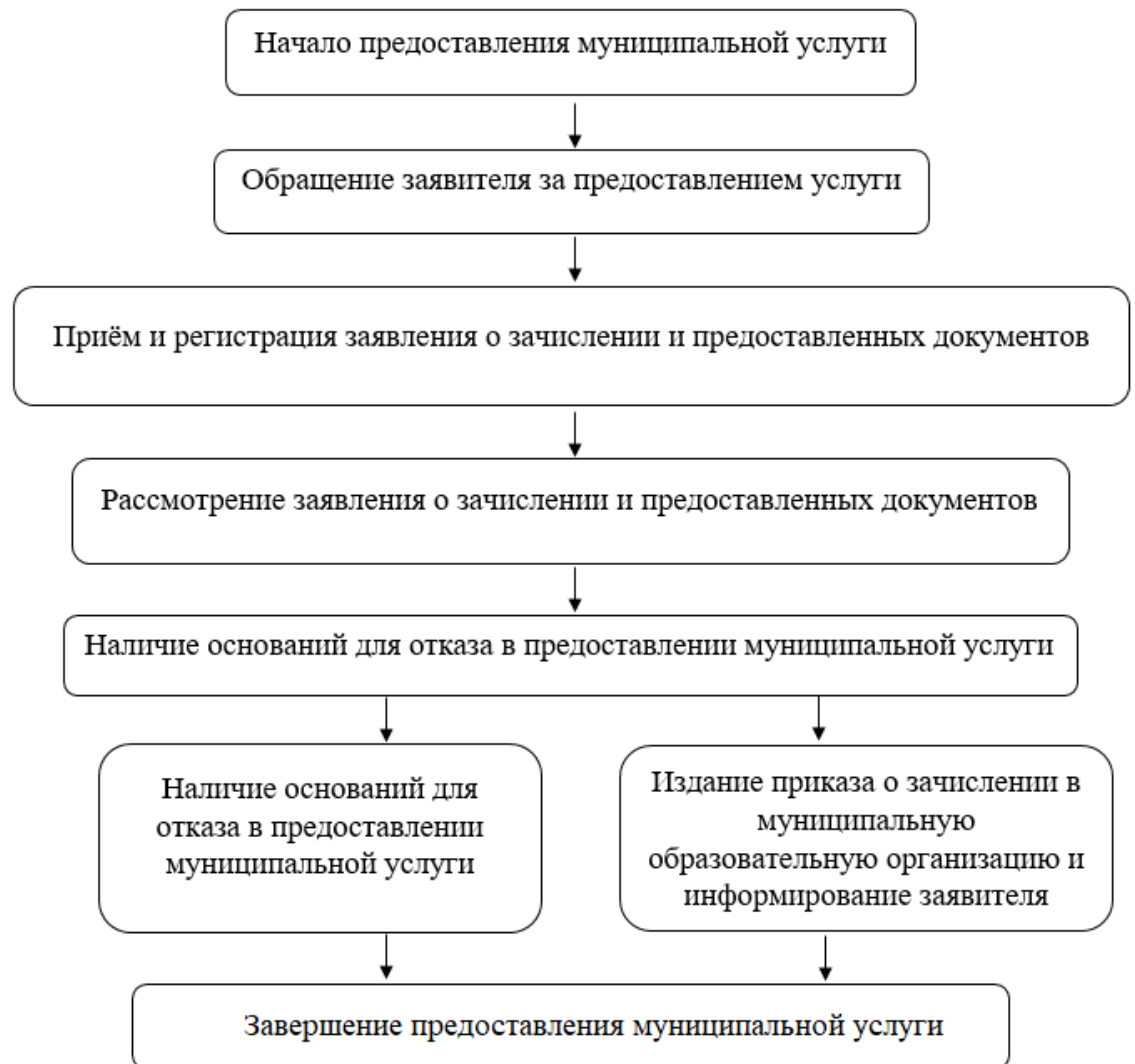 Начало предоставления муниципальной услуги
Обращение заявителя за предоставлением услуги
Приём и регистрация заявления о зачислении и предоставленных документов
Рассмотрение заявления о зачислении и предоставленных документов
Наличие оснований для отказа в предоставлении муниципальной услуги
Наличие оснований для
отказа в предоставлении
муниципальной услуги
Издание приказа о зачислении в
муниципальную
образовательную организацию и
информирование заявителя
Завершение предоставления муниципальной услуги